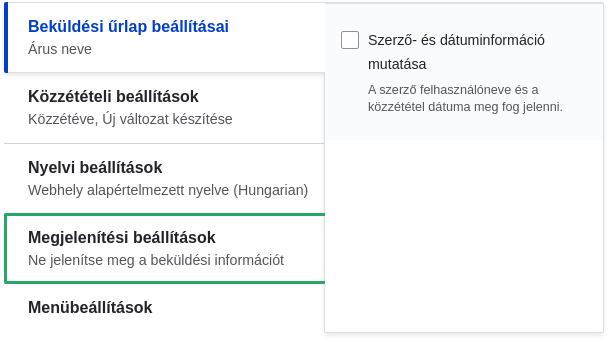 Beküldési űrlap beállításai
Árus neve
Közzétételi beállítások
Közzétéve, Új változat készítése
Nyelvi beállítások
Webhely alapértelmezett nyelve (Hungarian)
Megjelenítési beállítások
Ne jelenítse meg a beküldési információt
Menübeállítások
Szerző- és dátuminformáció
mutatása
A szerző felhasználóneve és a
közzététel dátuma meg fog jelenni.